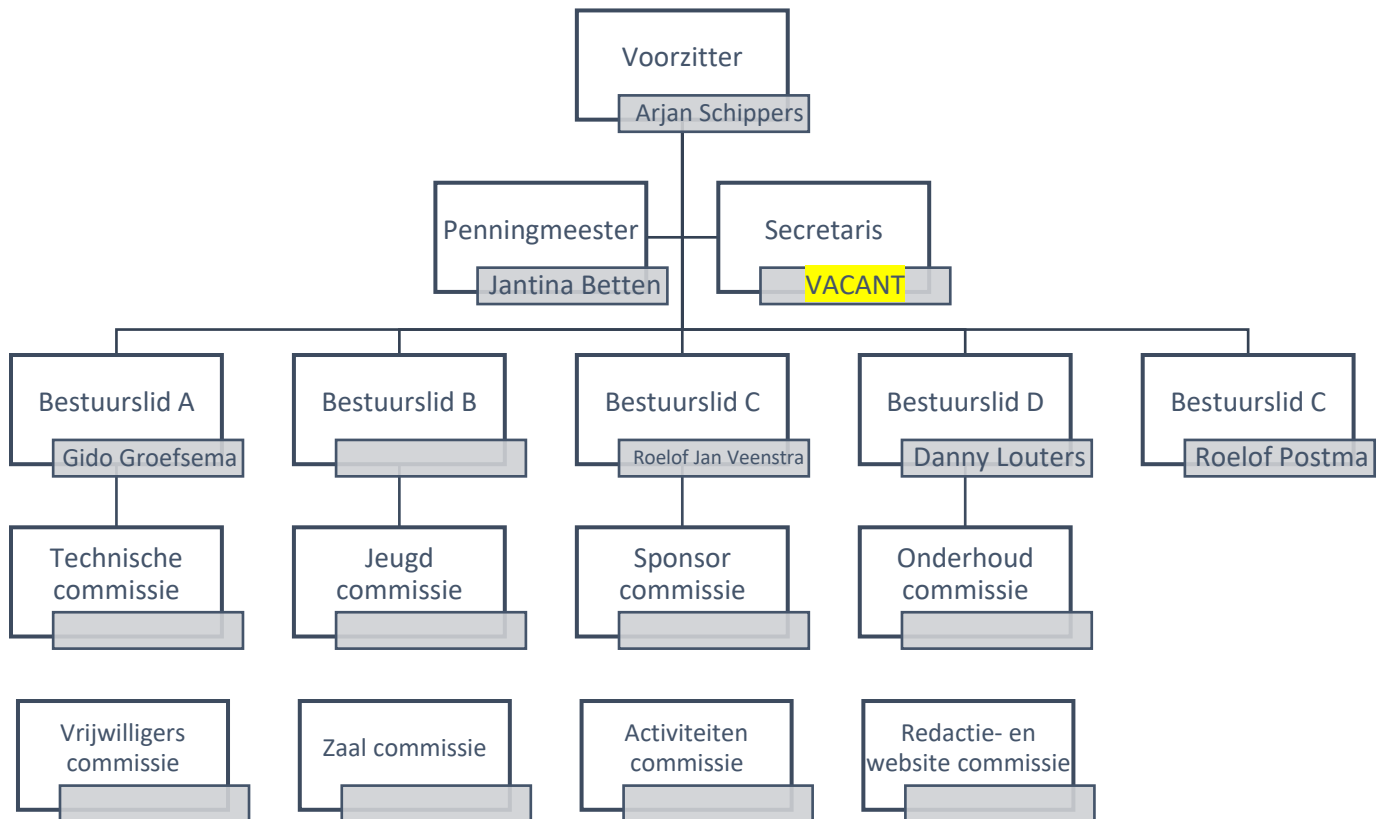 Voorzitter
Arjan Schippers
Penningmeester
Jantina Betten
Secretaris
VACANT
Bestuurslid A
Gido Groefsema
Bestuurslid B
Bestuurslid C
Roelof Jan Veenstra
Bestuurslid D
Danny Louters
Bestuurslid C
Roelof Postma
Technische
commissie
Jeugd
commissie
Sponsor
commissie
Onderhoud
commissie
Vrijwilligers
commissie
Zaal commissie
Activiteiten
commissie
Redactie- en
website commissie